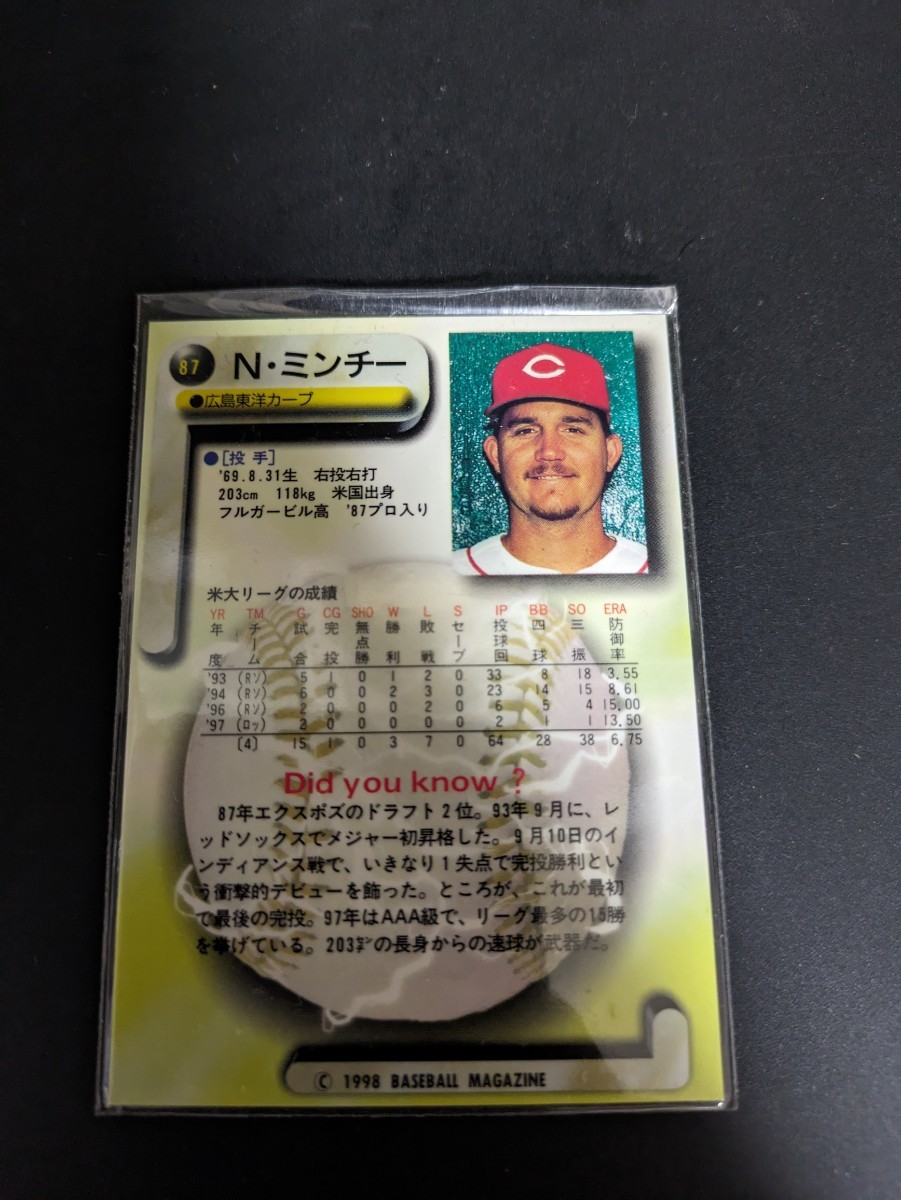 87 N・ミンチー
●広島東洋カープ
●[投手]
'69.8.31生 右投右打
203cm 118kg 米国出身
フルガービル高 '87プロ入り
C
米大リーグの成績
YR TM G CG SHO W L S IP BB SO ERA
年度 チーム 試合 完投 無点勝 勝利 敗戦 セーブ 投球回 四球 三振 防御率
'93 (Rソ) 5 1 0 1 2 0 33 8 18 3.55
'94 (Rソ) 6 0 0 2 3 0 23 14 15 8.61
'96 (Rソ) 2 0 0 0 2 0 6 5 4 15.00
'97 (ロッ) 2 0 0 0 0 0 2 1 1 13.50
[4] 15 1 0 3 7 0 64 28 38 6.75
Did you know ?
87年エクスポズのドラフト2位。93年9月に、レ
ッドソックスでメジャー初昇格した。9月10日のイ
ンディアンス戦で、いきなり1失点で完投勝利とい
う衝撃的デビューを飾った。ところが、これが最初
で最後の完投。97年はAAA級で、リーグ最多の15勝
を挙げている。203㌢の長身からの速球が武器だ。
© 1998 BASEBALL MAGAZINE